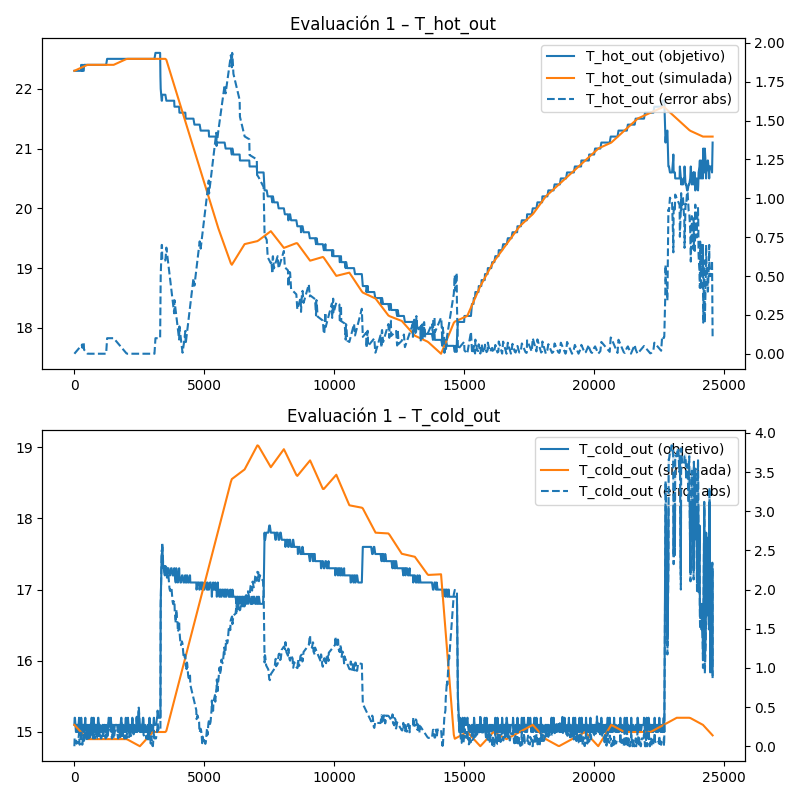 Evaluación 1 – T_hot_out
T_hot_out (objetivo)
T_hot_out (simulada)
T_hot_out (error abs)
22
21
20
19
18
2.00
1.75
1.50
1.25
1.00
0.75
0.50
0.25
0.00
0 5000 10000 15000 20000 25000
Evaluación 1 – T_cold_out
T_cold_out (objetivo)
T_cold_out (simulada)
T_cold_out (error abs)
19
18
17
16
15
4.0
3.5
3.0
2.5
2.0
1.5
1.0
0.5
0.0
0 5000 10000 15000 20000 25000